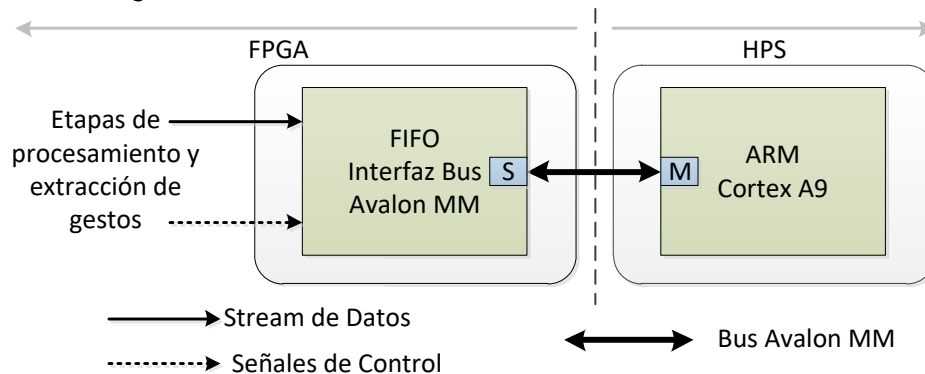 FPGA
HPS
Etapas de
procesamiento y
extracción de
gestos
FIFO
Interfaz Bus
Avalon MM
S
M
ARM
Cortex A9
Stream de Datos
Señales de Control
Bus Avalon MM